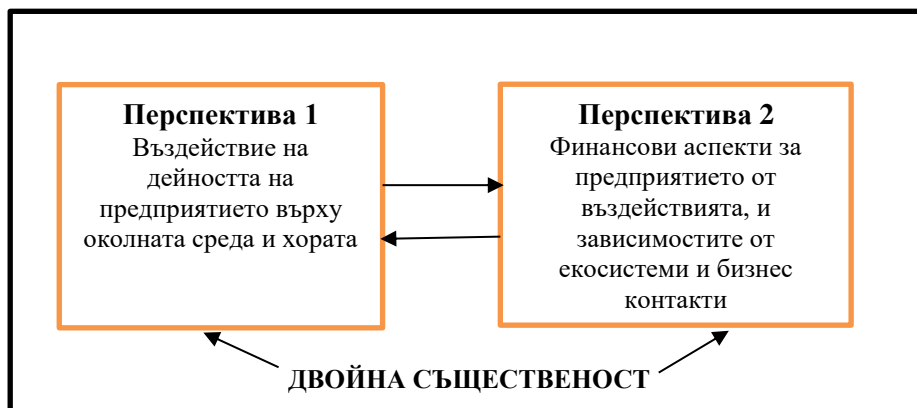 Перспектива 1
Въздействие на
дейността на
предприятието върху
околната среда и хората
Перспектива 2
Финансови аспекти за
предприятието от
въздействията, и
зависимостите от
екосистеми и бизнес
контакти
ДВОЙНА СЪЩЕСТВЕНОСТ